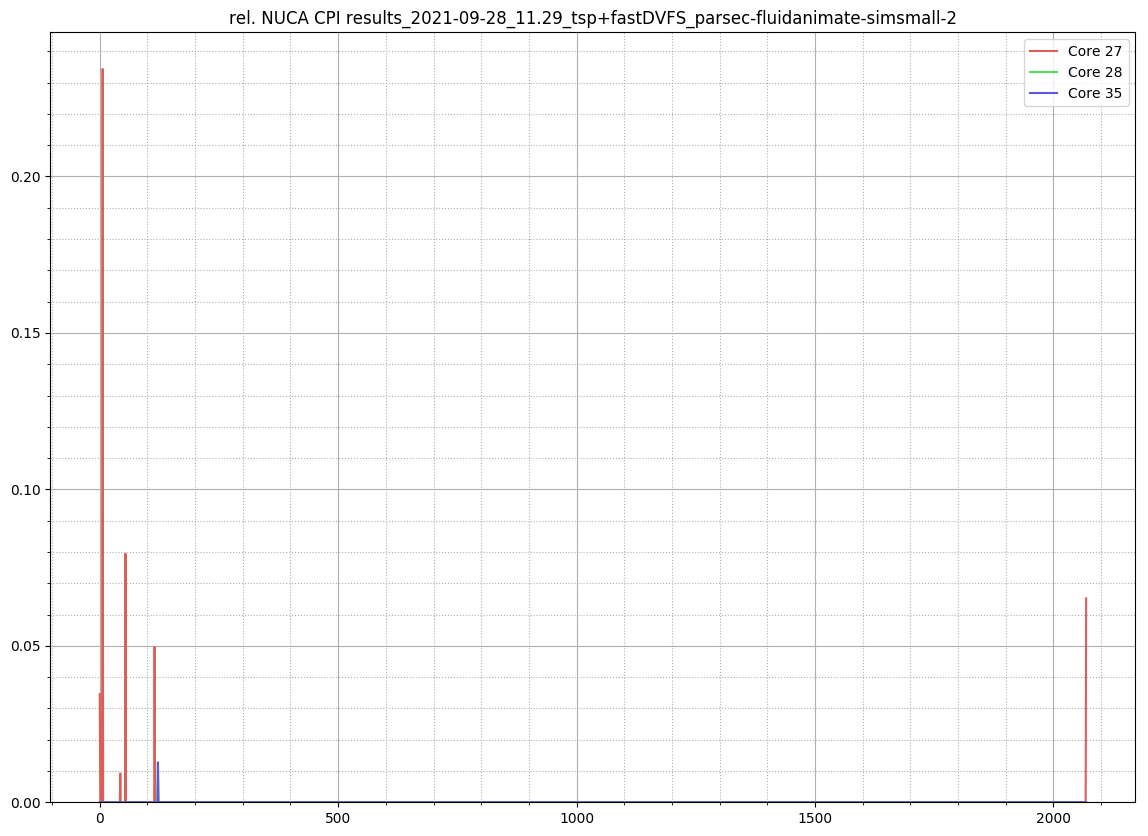 rel. NUCA CPI results_2021-09-28_11.29_tsp+fastDVFS_parsec-fluidanimate-simsmall-2
Core 27
Core 28
Core 35
0.20
0.15
0.10
0.05
0.00
0 500 1000 1500 2000